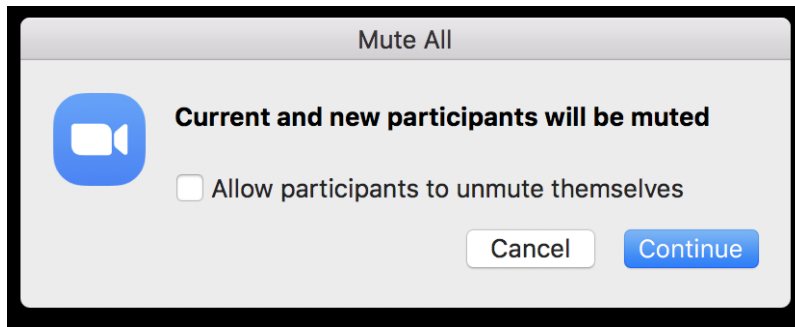 Mute All
Current and new participants will be muted
Allow participants to unmute themselves
Cancel Continue